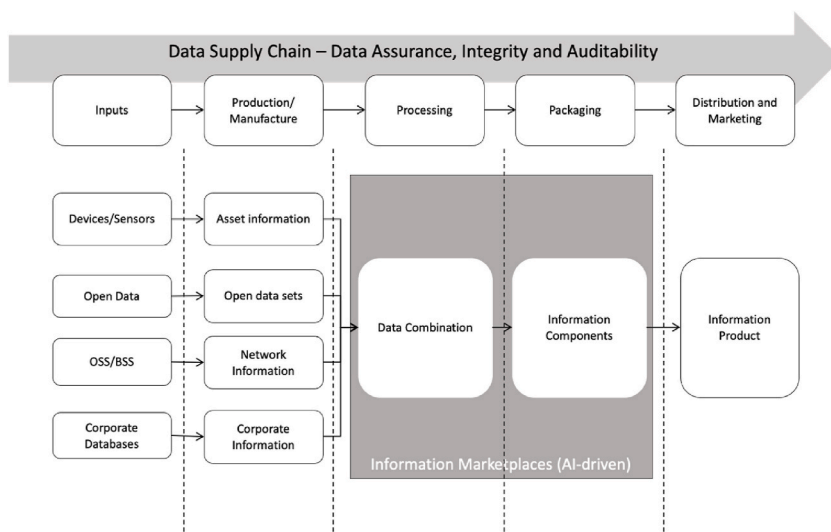 Data Supply Chain – Data Assurance, Integrity and Auditability
Inputs
Production/
Manufacture
Processing
Packaging
Distribution and
Marketing
Devices/Sensors
Asset information
Open Data
Open data sets
OSS/BSS
Network
Information
Corporate
Databases
Corporate
Information
Data Combination
Information
Components
Information
Product
Information Marketplaces (AI-driven)